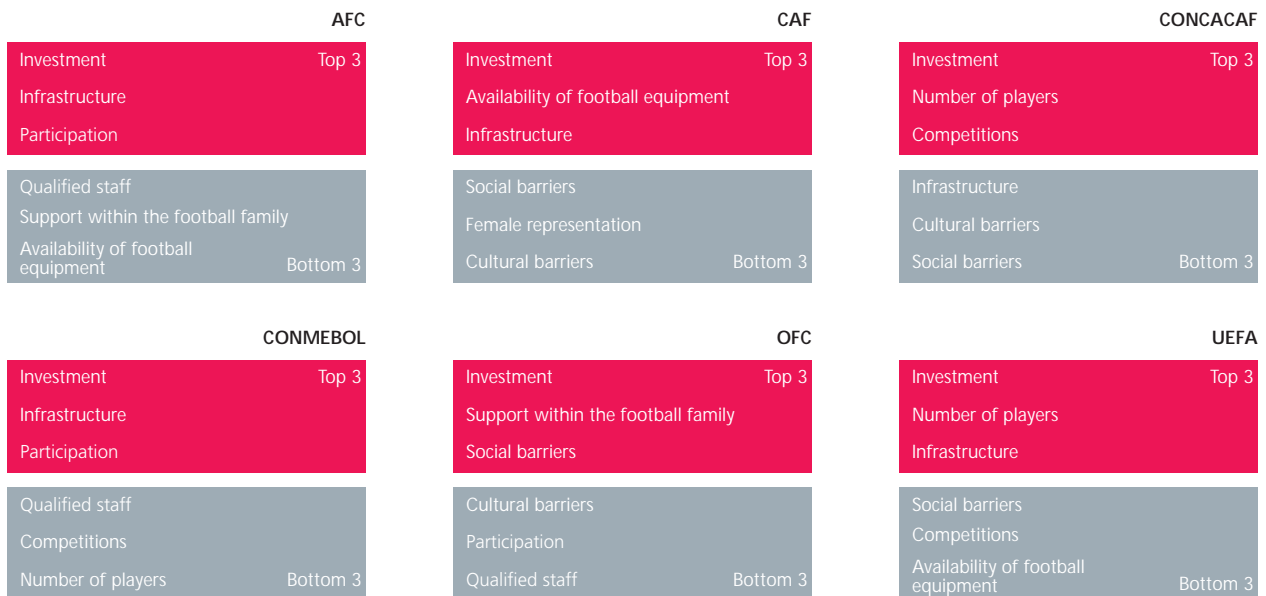 AFC
Investment Top 3
Infrastructure
Participation
Qualified staff
Support within the football family
Availability of football
equipment Bottom 3
CAF
Investment Top 3
Availability of football equipment
Infrastructure
Social barriers
Female representation
Cultural barriers Bottom 3
CONCACAF
Investment Top 3
Number of players
Competitions
Infrastructure
Cultural barriers
Social barriers Bottom 3
CONMEBOL
Investment Top 3
Infrastructure
Participation
Qualified staff
Competitions
Number of players Bottom 3
OFC
Investment Top 3
Support within the football family
Social barriers
Cultural barriers
Participation
Qualified staff Bottom 3
UEFA
Investment Top 3
Number of players
Infrastructure
Social barriers
Competitions
Availability of football
equipment Bottom 3